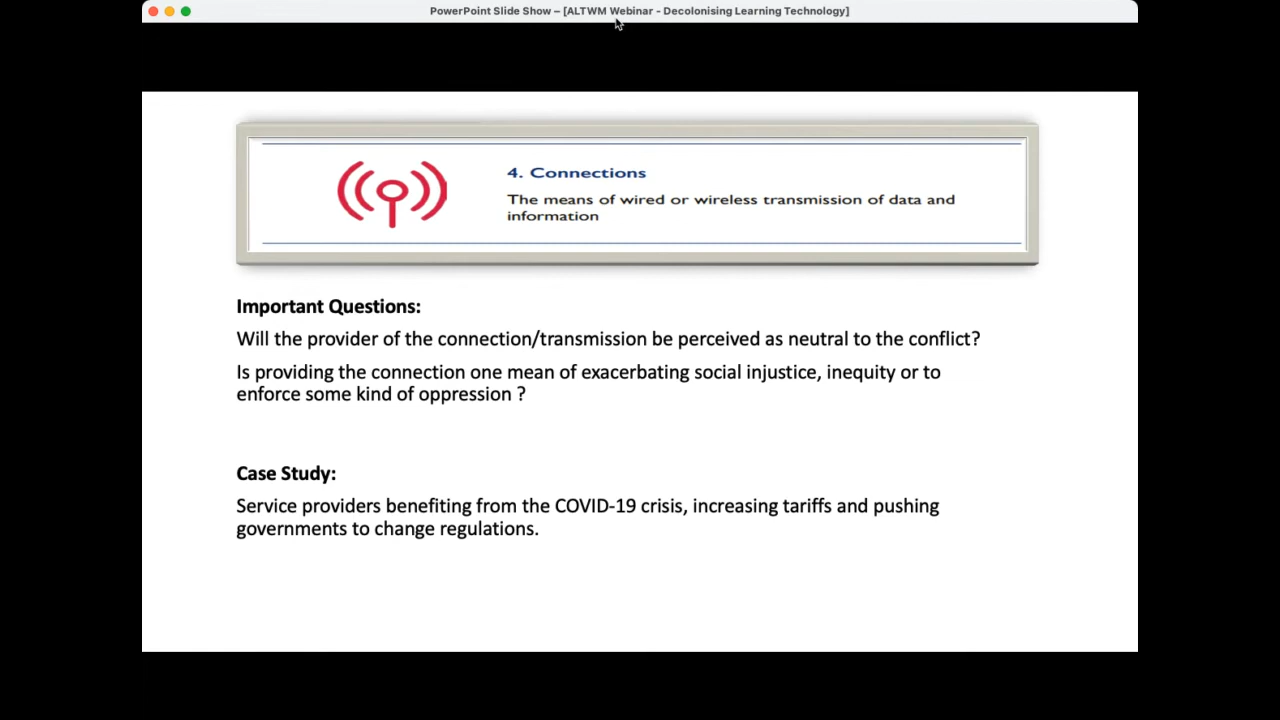 PowerPoint Slide Show – [ALTWM Webinar - Decolonising Learning Technology]
4. Connections
The means of wired or wireless transmission of data and
information
Important Questions:
Will the provider of the connection/transmission be perceived as neutral to the conflict?
Is providing the connection one mean of exacerbating social injustice, inequity or to
enforce some kind of oppression ?
Case Study:
Service providers benefiting from the COVID-19 crisis, increasing tariffs and pushing
governments to change regulations.